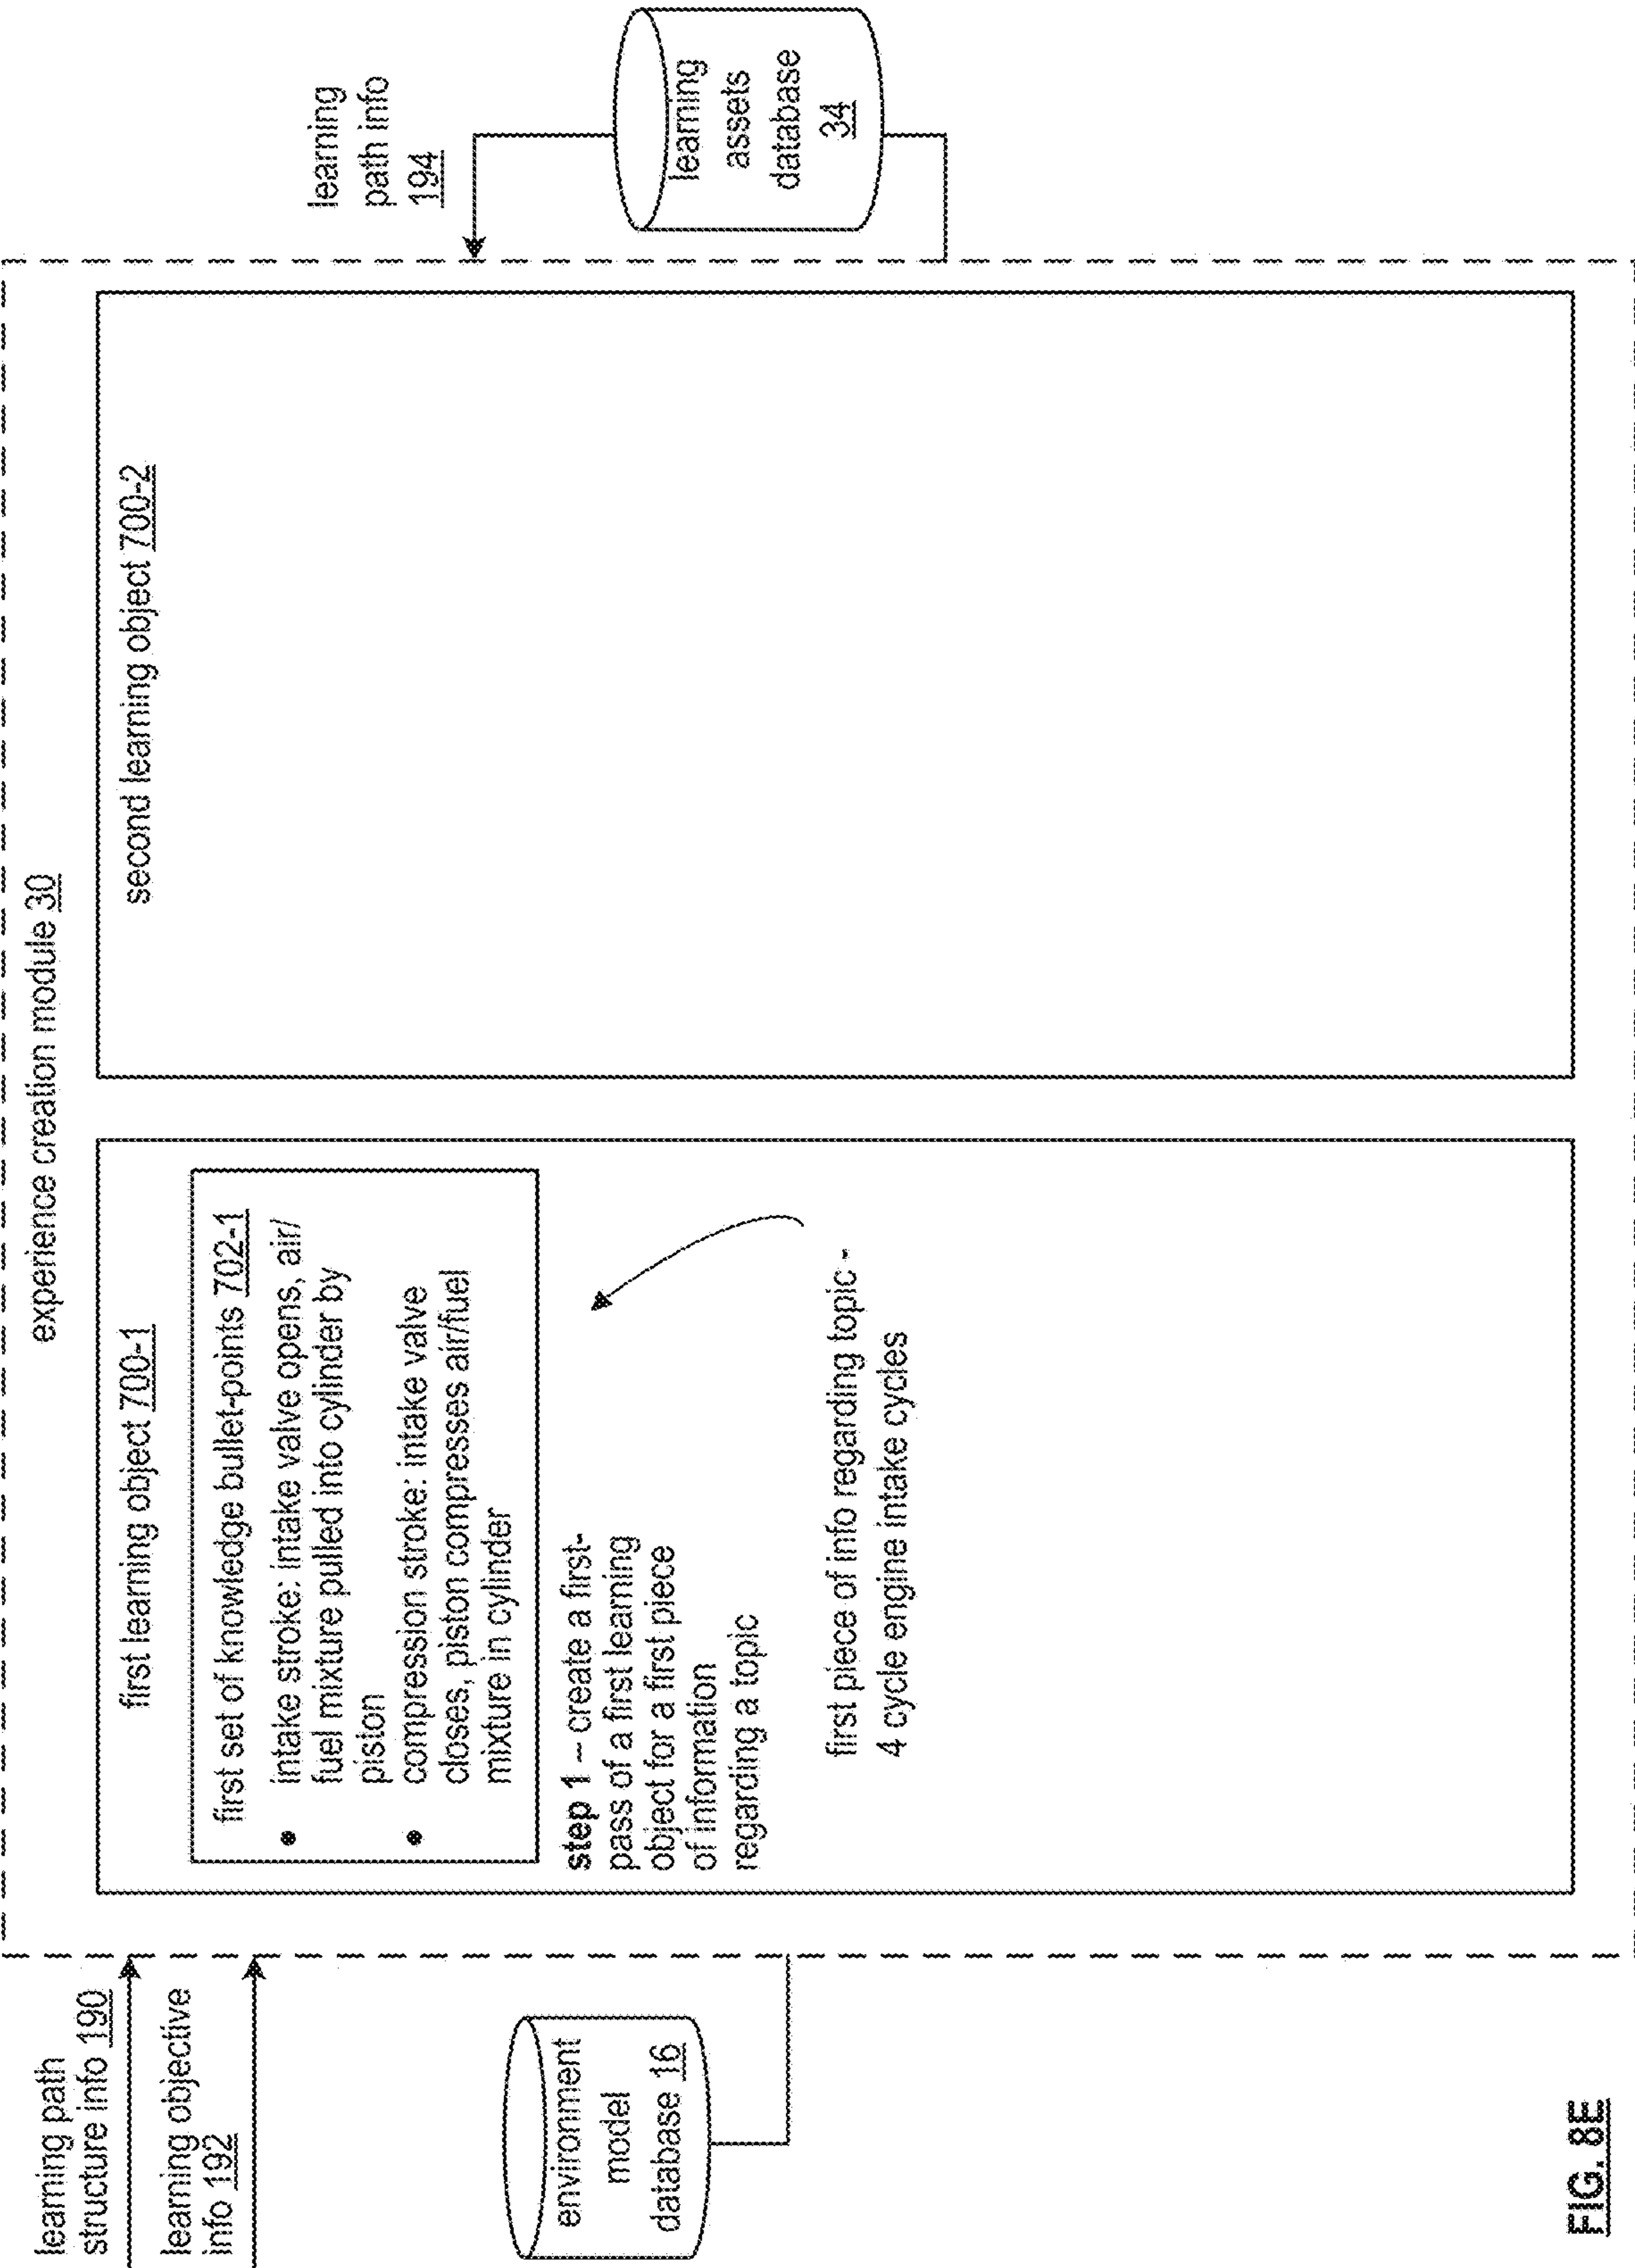 experience creation module 30
learning path
structure info 190
learning objective
info 192
environment
model
database 16
first learning object 700-1
first set of knowledge bullet-points 702-1
• intake stroke: intake valve opens, air/
fuel mixture pulled into cylinder by
piston
• compression stroke: intake valve
closes, piston compresses air/fuel
mixture in cylinder
step 1 – create a first-
pass of a first learning
object for a first piece
of information
regarding a topic
first piece of info regarding topic -
4 cycle engine intake cycles
second learning object 700-2
learning
path info
194
learning
assets
database
34
FIG. 8E